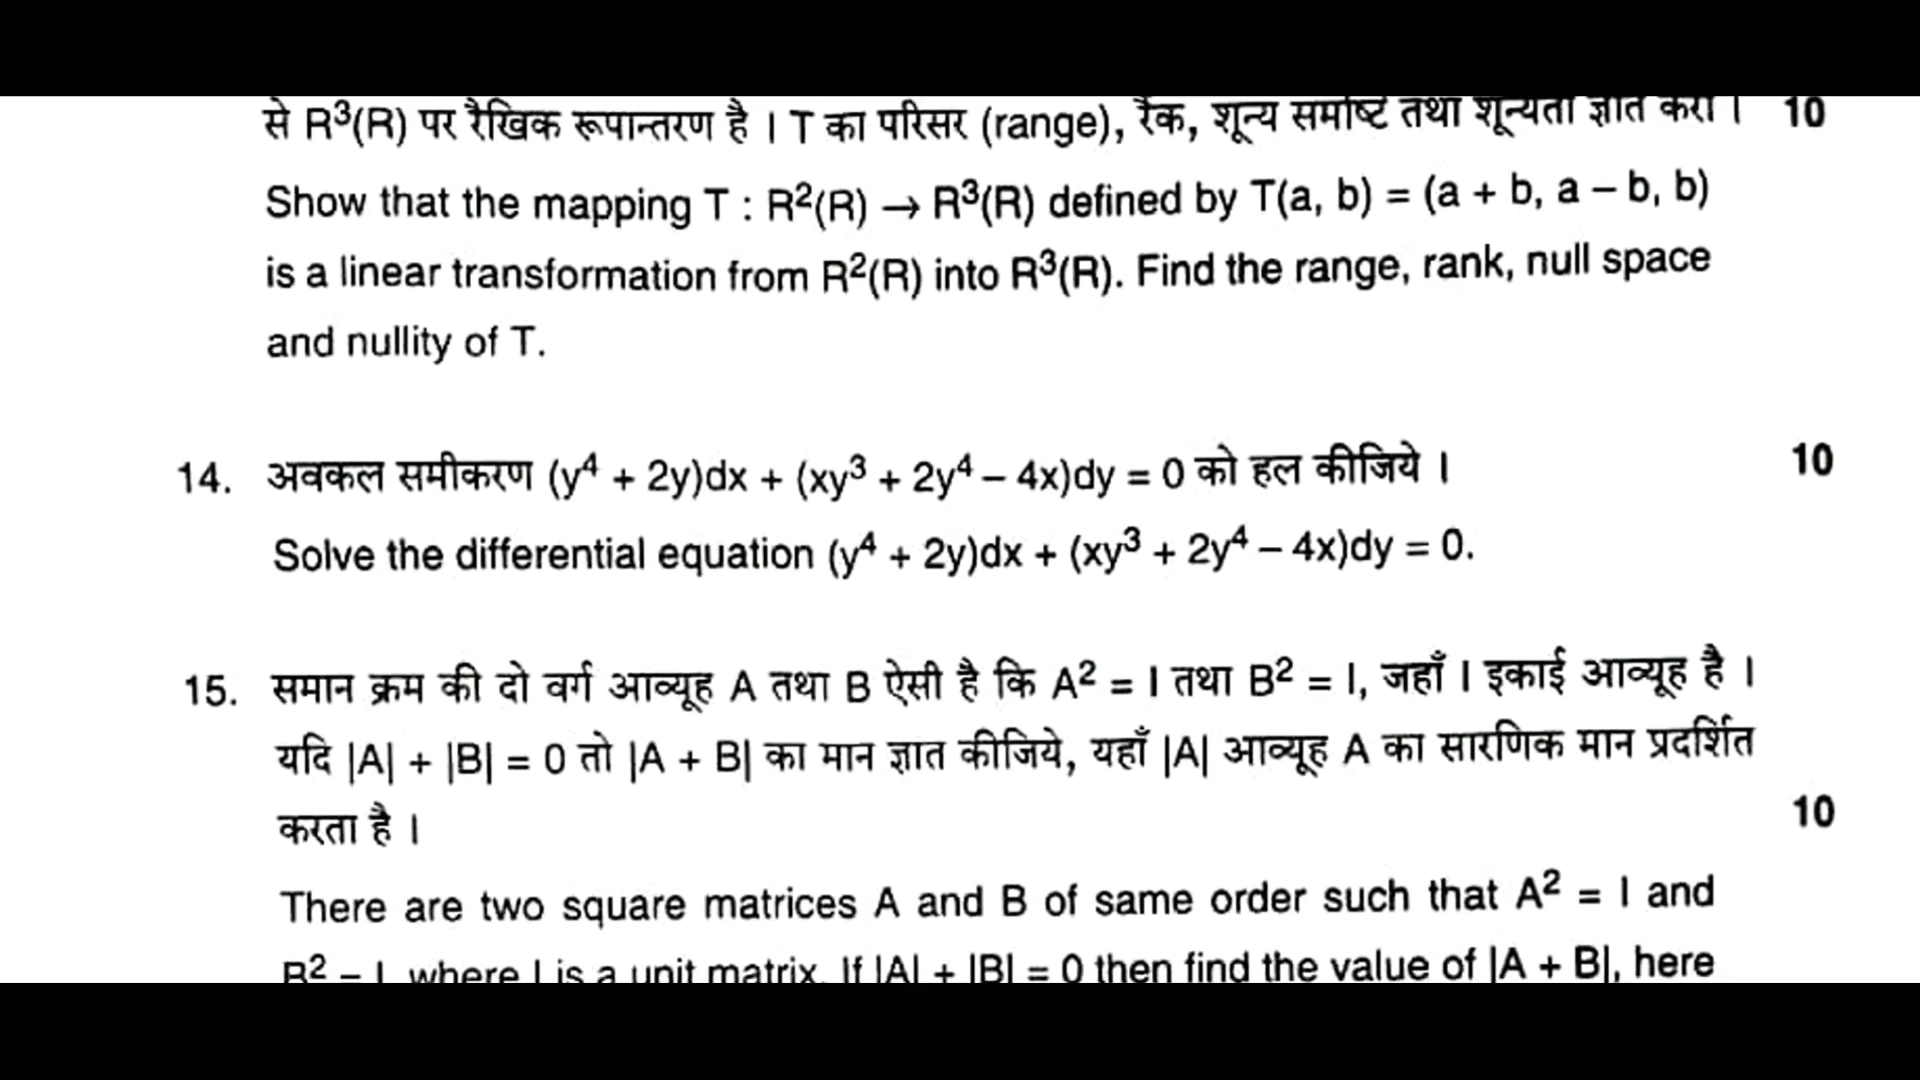 से R³(R) पर रैखिक रूपान्तरण है । T का परिसर (range), रैंक, शून्य समष्टि तथा शून्यता ज्ञात करो । 10
Show that the mapping T : R²(R) → R³(R) defined by T(a, b) = (a + b, a – b, b)
is a linear transformation from R²(R) into R³(R). Find the range, rank, null space
and nullity of T.
14. अवकल समीकरण (y⁴ + 2y)dx + (xy³ + 2y⁴ – 4x)dy = 0 को हल कीजिये । 10
Solve the differential equation (y⁴ + 2y)dx + (xy³ + 2y⁴ – 4x)dy = 0.
15. समान क्रम की दो वर्ग आव्यूह A तथा B ऐसी है कि A² = I तथा B² = I, जहाँ I इकाई आव्यूह है ।
यदि |A| + |B| = 0 तो |A + B| का मान ज्ञात कीजिये, यहाँ |A| आव्यूह A का सारणिक मान प्रदर्शित
करता है । 10
There are two square matrices A and B of same order such that A² = I and
B² = I, where I is a unit matrix. If |A| + |B| = 0 then find the value of |A + B|, here